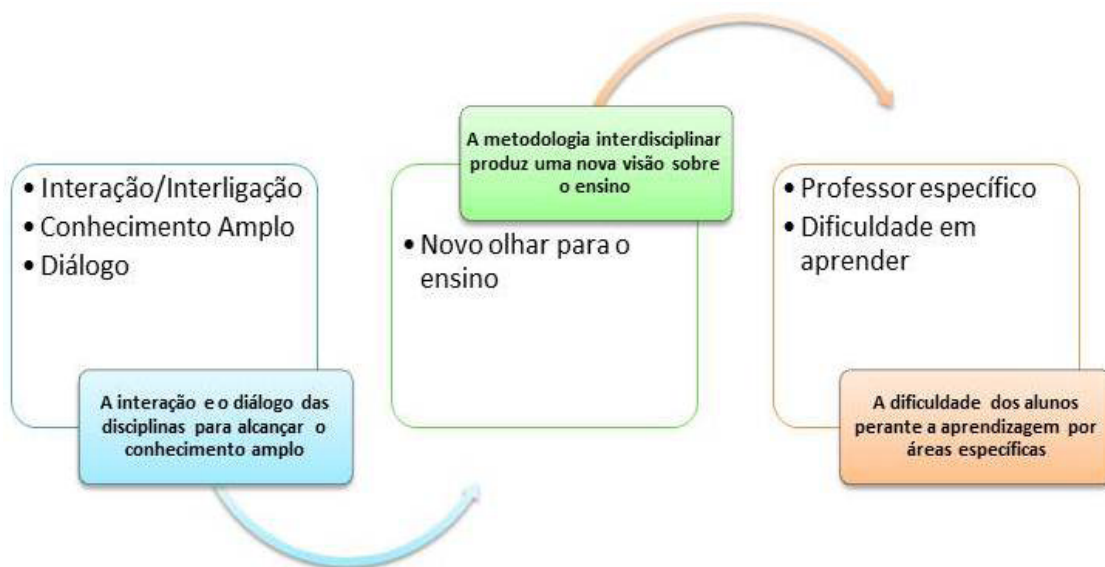 • Interação/Interligação
• Conhecimento Amplo
• Diálogo
A interação e o diálogo das
disciplinas para alcançar o
conhecimento amplo
A metodologia interdisciplinar
produz uma nova visão sobre
o ensino
• Novo olhar para o
ensino
• Professor específico
• Dificuldade em
aprender
A dificuldade dos alunos
perante a aprendizagem por
áreas específicas